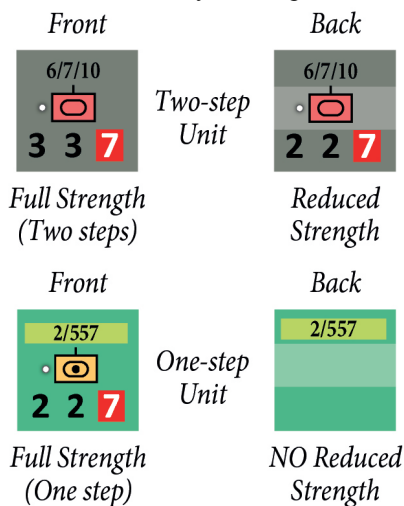 Front
Back
6/7/10
3 3 7
Two-step
Unit
6/7/10
2 2 7
Full Strength
(Two steps)
Reduced
Strength
Front
Back
2/557
2 2 7
One-step
Unit
2/557
Full Strength
(One step)
NO Reduced
Strength